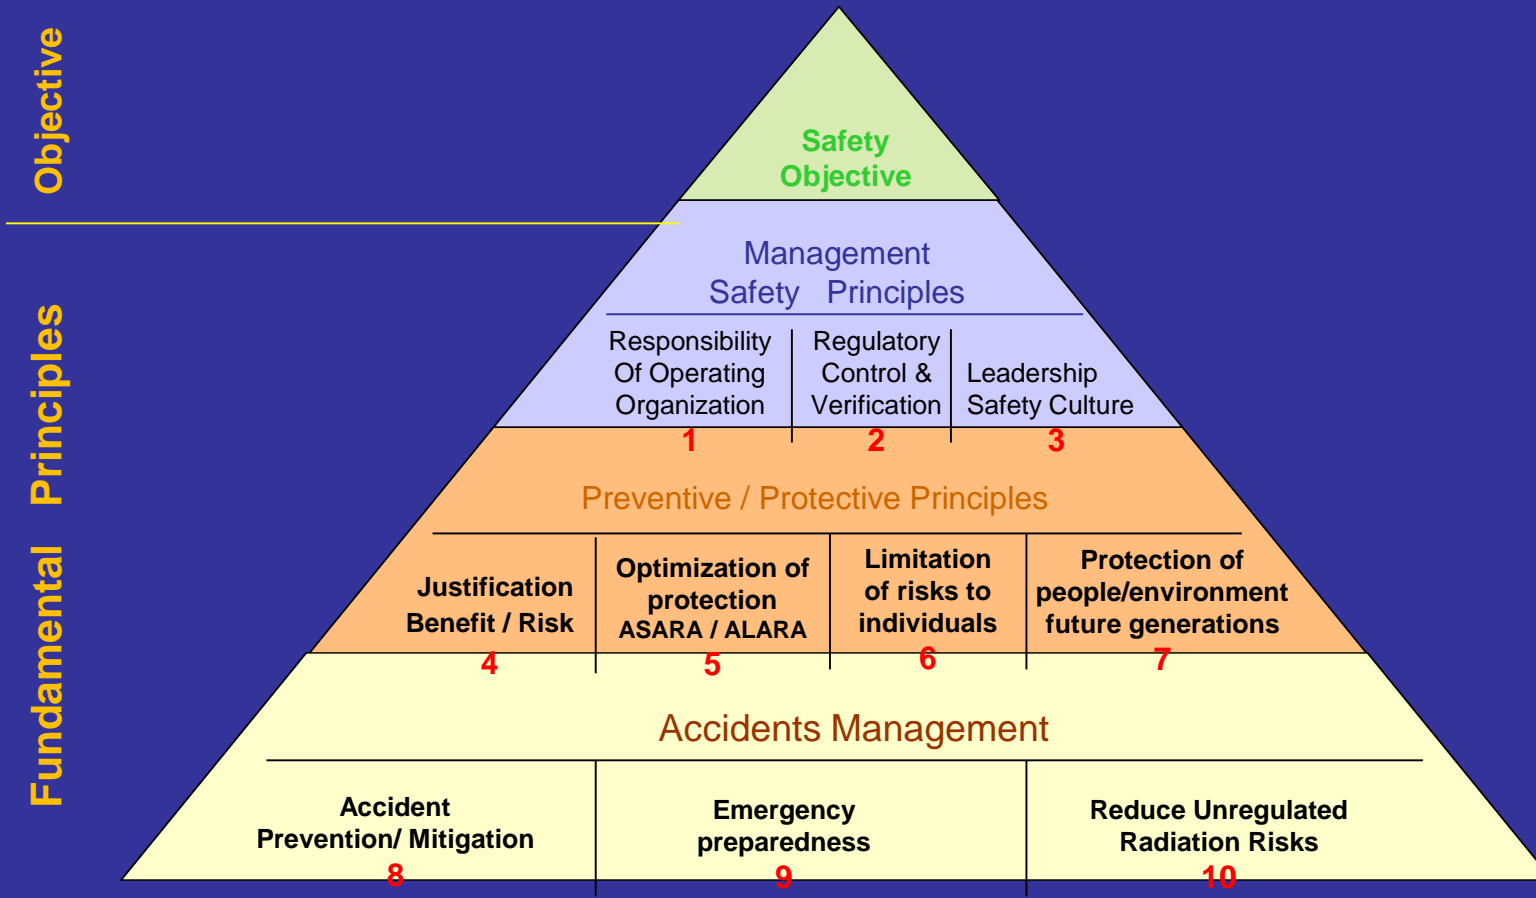 Objective
Safety
Objective
Fundamental Principles
Management
Safety Principles
Responsibility
Of Operating
Organization
1
Regulatory
Control &
Verification
2
Leadership
Safety Culture
3
Preventive / Protective Principles
Justification
Benefit / Risk
4
Optimization of
protection
ASARA / ALARA
5
Limitation
of risks to
individuals
6
Protection of
people/environment
future generations
7
Accidents Management
Accident
Prevention/ Mitigation
8
Emergency
preparedness
9
Reduce Unregulated
Radiation Risks
10